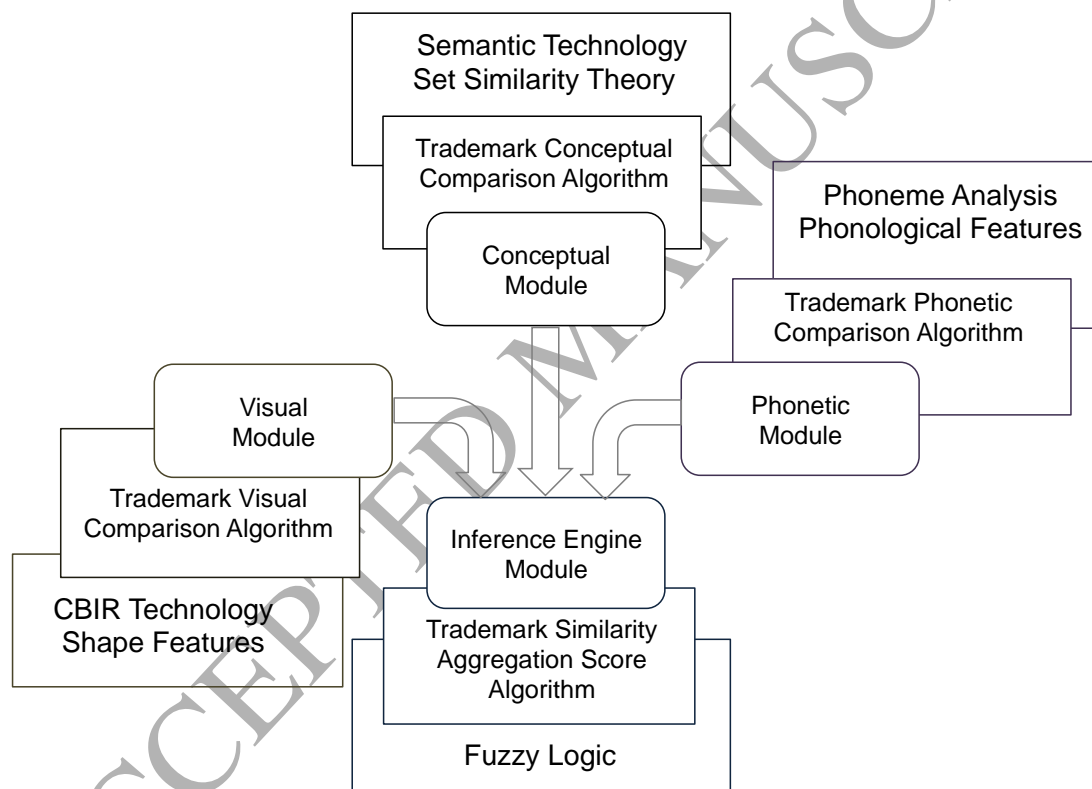 Semantic Technology
Set Similarity Theory
Trademark Conceptual
Comparison Algorithm
Conceptual
Module
Phoneme Analysis
Phonological Features
Trademark Phonetic
Comparison Algorithm
Phonetic
Module
Visual
Module
Trademark Visual
Comparison Algorithm
CBIR Technology
Shape Features
Inference Engine
Module
Trademark Similarity
Aggregation Score
Algorithm
Fuzzy Logic
CCEPTED MANUSC